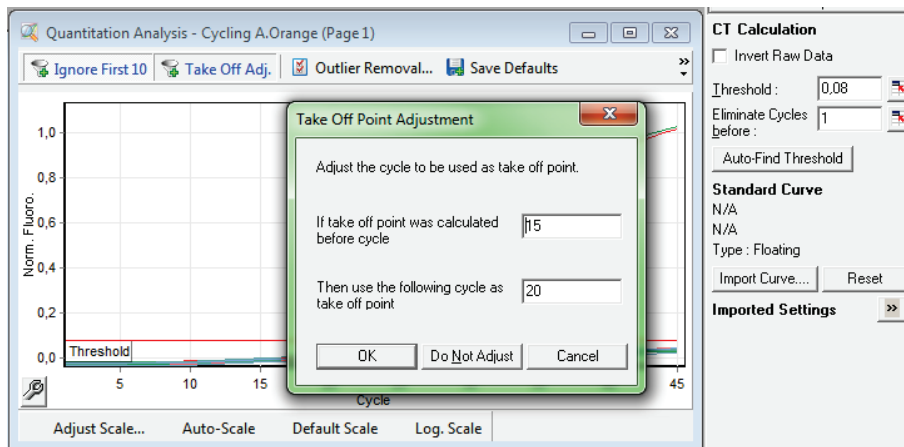 Quantitation Analysis - Cycling A.Orange (Page 1)
Ignore First 10 Take Off Adj. Outlier Removal... Save Defaults
Norm. Fluoro.
1,0
0,8
0,6
0,4
0,2
0,0
Threshold
5 10 15 45
Cycle
Adjust Scale... Auto-Scale Default Scale Log. Scale
Take Off Point Adjustment
Adjust the cycle to be used as take off point.
If take off point was calculated
before cycle
15
Then use the following cycle as
take off point
20
OK Do Not Adjust Cancel
CT Calculation
Invert Raw Data
Threshold : 0,08
Eliminate Cycles
before : 1
Auto-Find Threshold
Standard Curve
N/A
N/A
Type : Floating
Import Curve.... Reset
Imported Settings